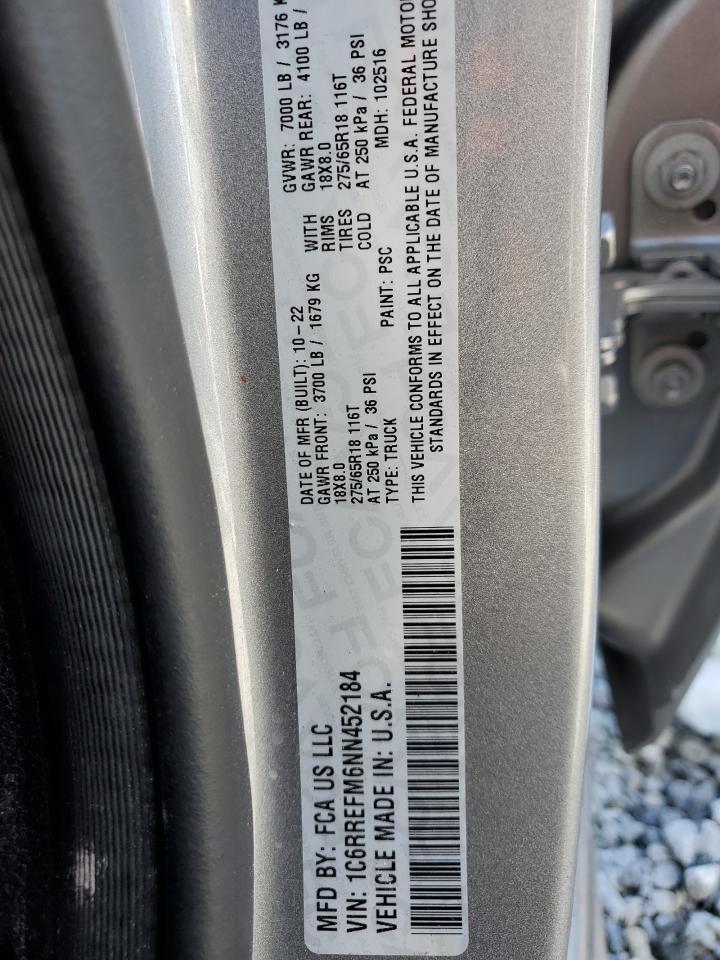 MFD BY: FCA US LLC
VIN: 1C6RREFM6NN452184
VEHICLE MADE IN: U.S.A.
DATE OF MFR (BUILT): 10-22
GVWR: 7000 LB / 3176 K
GAWR FRONT: 3700 LB / 1679 KG
WITH
GAWR REAR: 4100 LB /
18X8.0
RIMS
18X8.0
275/65R18 116T
TIRES
275/65R18 116T
AT 250 kPa / 36 PSI
COLD
AT 250 kPa / 36 PSI
TYPE: TRUCK
PAINT: PSC
MDH: 102516
THIS VEHICLE CONFORMS TO ALL APPLICABLE U.S.A. FEDERAL MOTOR
STANDARDS IN EFFECT ON THE DATE OF MANUFACTURE SHO